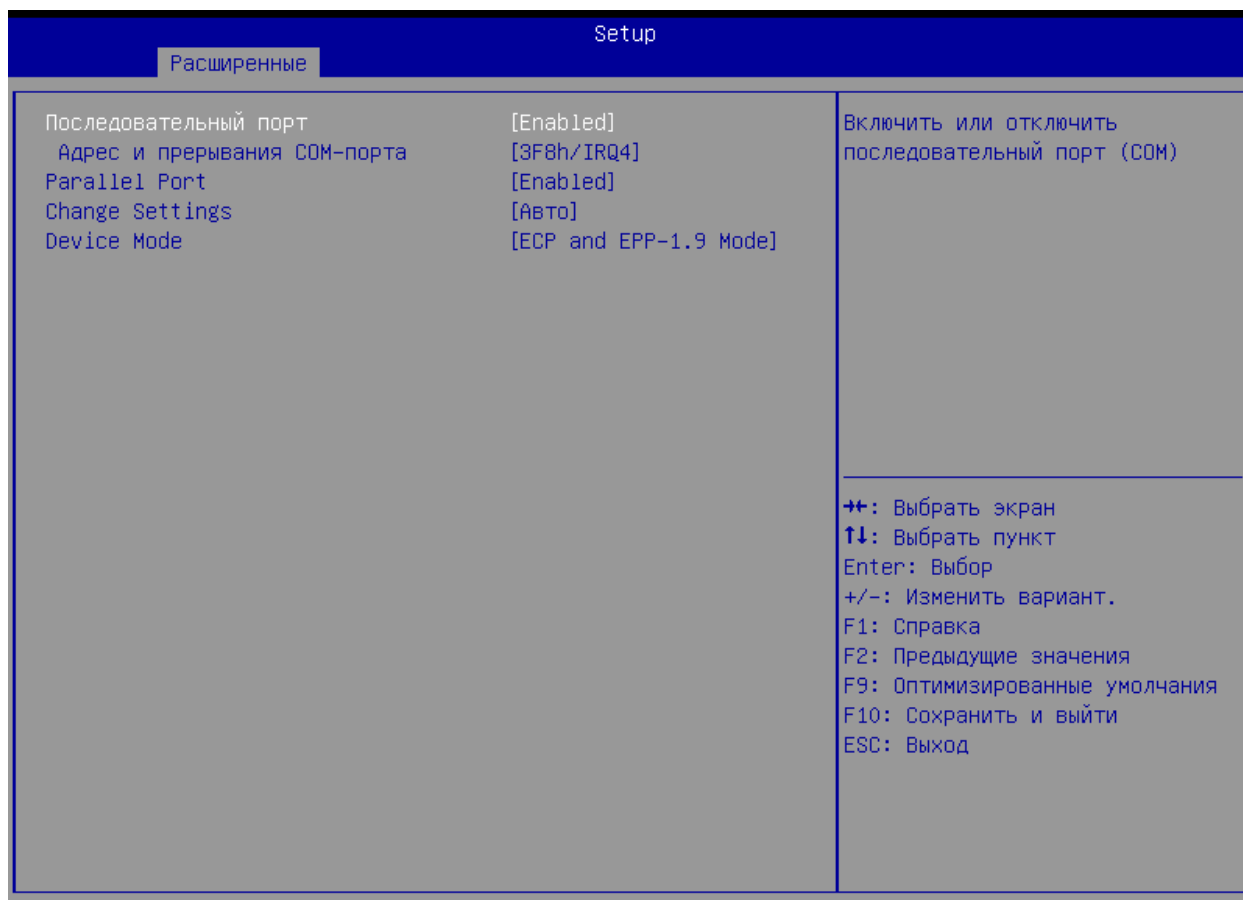 Setup
Расширенные
Последовательный порт [Enabled]
Адрес и прерывания COM-порта [3F8h/IRQ4]
Parallel Port [Enabled]
Change Settings [Авто]
Device Mode [ECP and EPP-1.9 Mode]
Включить или отключить
последовательный порт (COM)
→←: Выбрать экран
↑↓: Выбрать пункт
Enter: Выбор
+/-: Изменить вариант.
F1: Справка
F2: Предыдущие значения
F9: Оптимизированные умолчания
F10: Сохранить и выйти
ESC: Выход